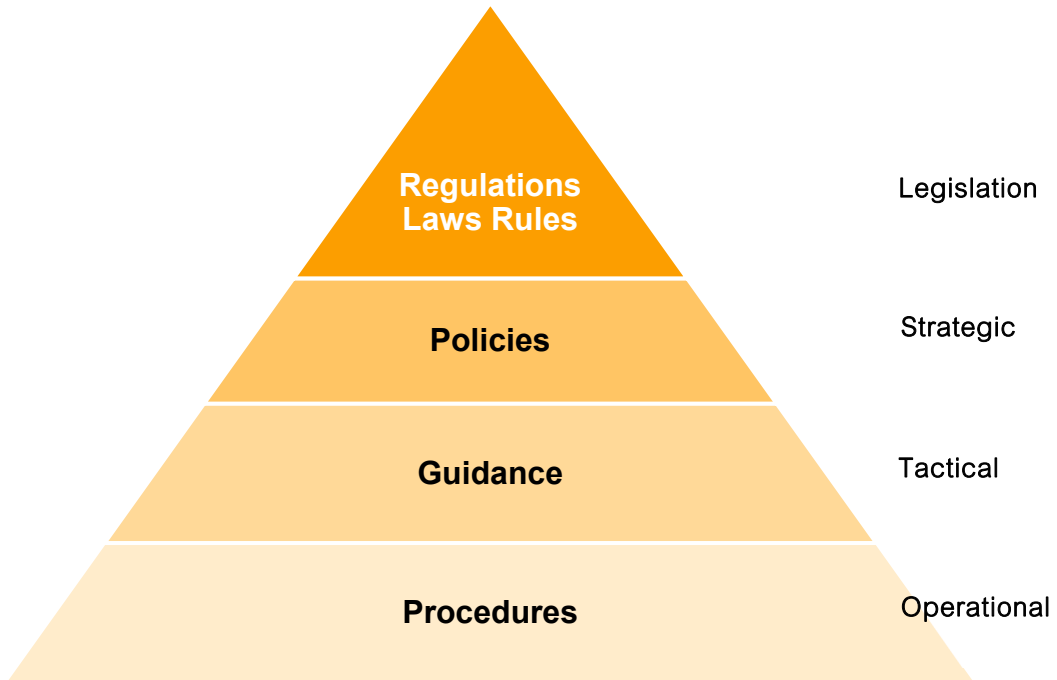 Regulations
Laws Rules
Legislation
Policies
Strategic
Guidance
Tactical
Procedures
Operational